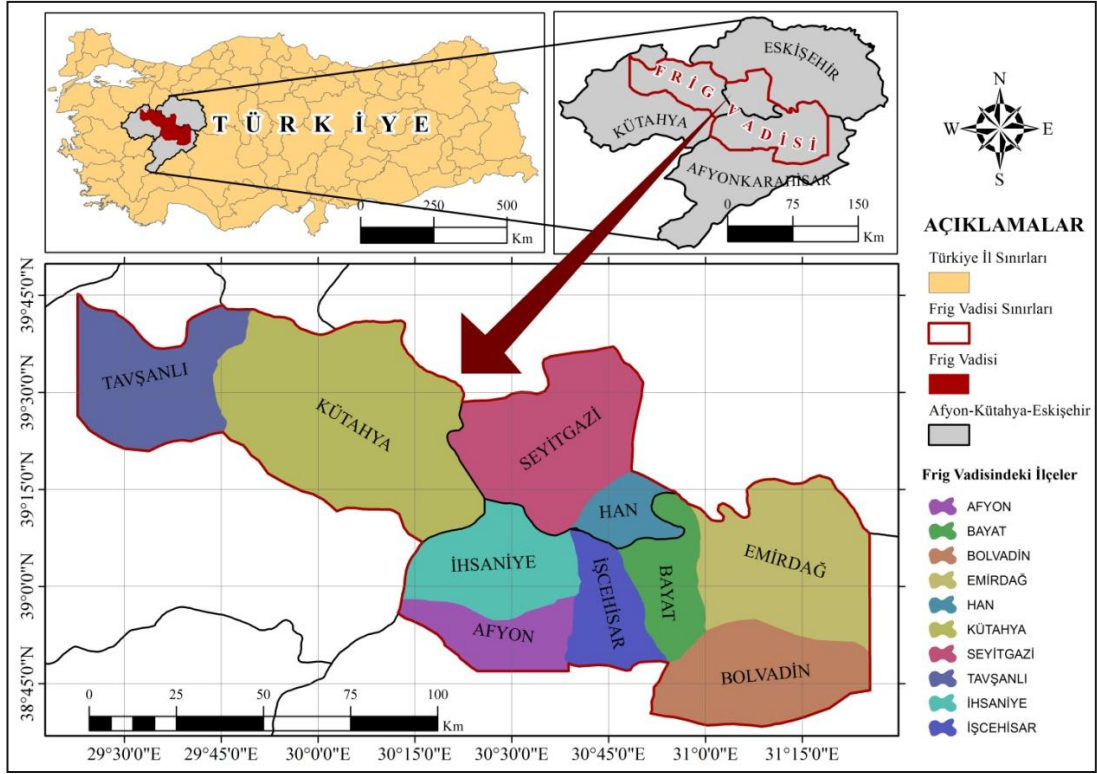 TÜRKİYE
0 250 500
Km
ESKİŞEHİR
FRİG VADİSİ
KÜTAHYA
AFYONKARAHİSAR
0 75 150
Km
N
W E
S
AÇIKLAMALAR
Türkiye İl Sınırları
Frig Vadisi Sınırları
Frig Vadisi
Afyon-Kütahya-Eskişehir
Frig Vadisindeki İlçeler
AFYON
BAYAT
BOLVADİN
EMİRDAĞ
HAN
KÜTAHYA
SEYİTGAZİ
TAVŞANLI
İHSANİYE
İŞCEHİSAR
39°45'0"N
39°30'0"N
39°15'0"N
39°0'0"N
38°45'0"N
TAVŞANLI
KÜTAHYA
SEYİTGAZİ
HAN
EMİRDAĞ
İHSANİYE
BAYAT
İŞCEHİSAR
AFYON
BOLVADİN
0 25 50 75 100
Km
29°30'0"E 29°45'0"E 30°0'0"E 30°15'0"E 30°30'0"E 30°45'0"E 31°0'0"E 31°15'0"E